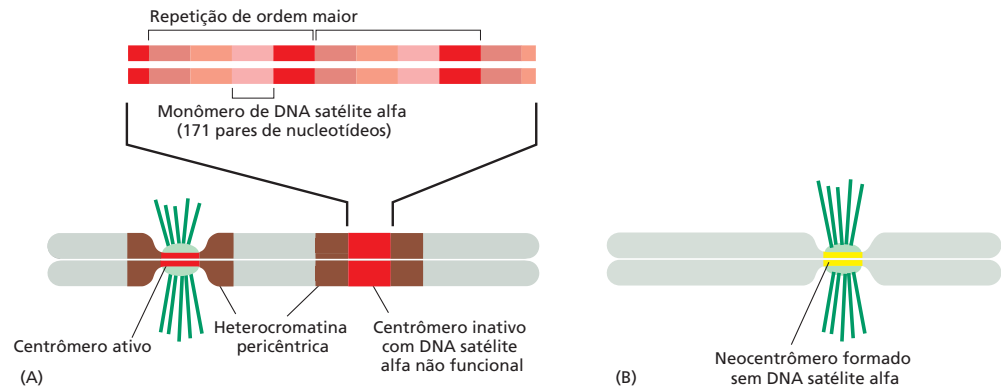 Repetição de ordem maior
Monômero de DNA satélite alfa
(171 pares de nucleotídeos)
Centrômero ativo
Heterocromatina
pericêntrica
Centrômero inativo
com DNA satélite
alfa não funcional
(A)
Neocentrômero formado
sem DNA satélite alfa
(B)